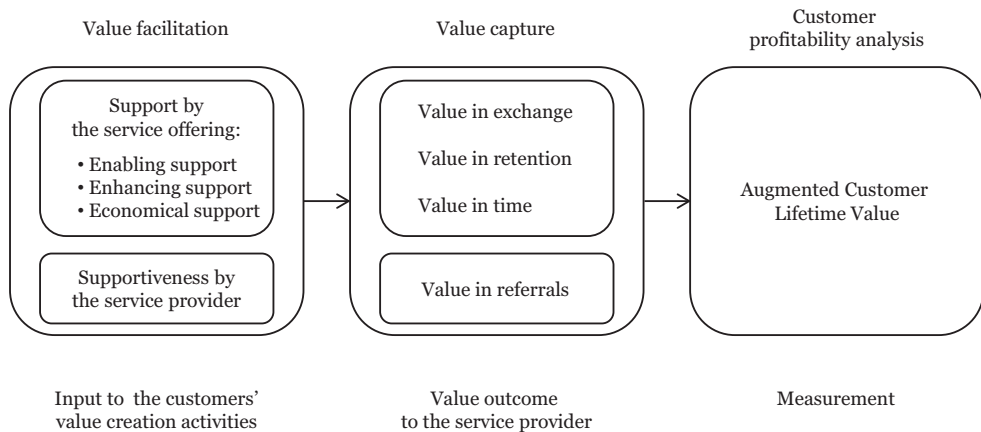 Value facilitation
Value capture
Customer
profitability analysis
Support by
the service offering:
• Enabling support
• Enhancing support
• Economical support
Supportiveness by
the service provider
Value in exchange
Value in retention
Value in time
Value in referrals
Augmented Customer
Lifetime Value
Input to the customers’
value creation activities
Value outcome
to the service provider
Measurement